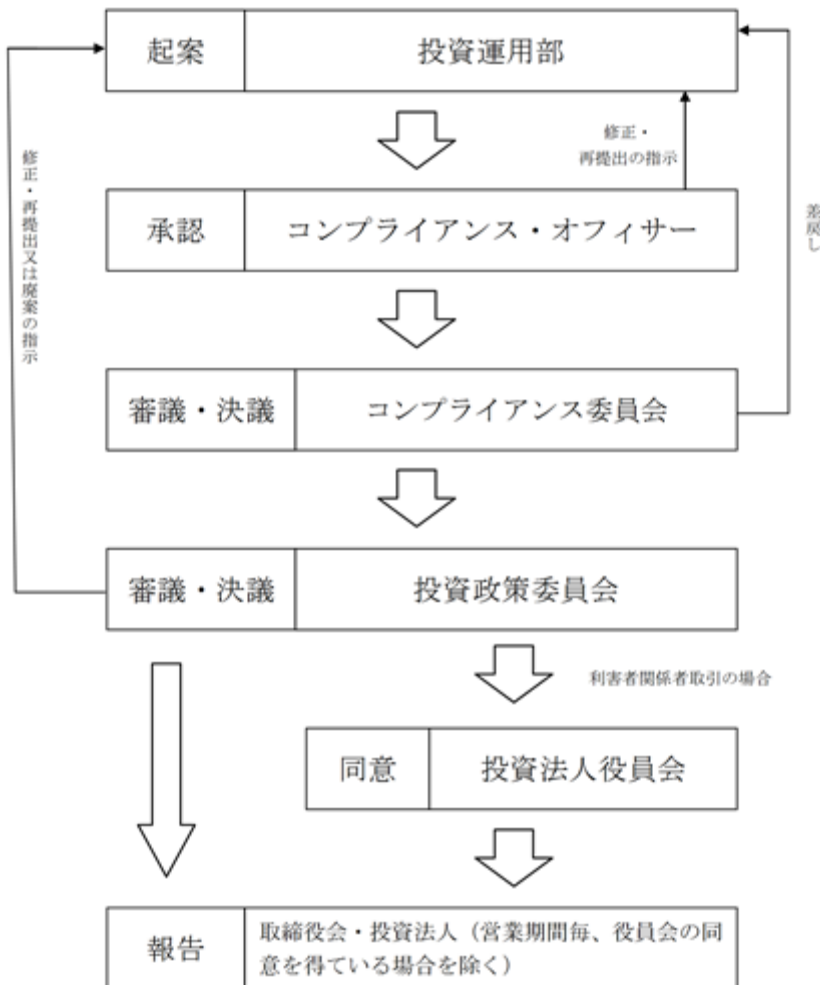 起案
投資運用部
修正・
再提出の指示
承認
コンプライアンス・オフィサー
修正・再提出又は廃案の指示
差戻し
審議・決議
コンプライアンス委員会
審議・決議
投資政策委員会
利害者関係者取引の場合
同意
投資法人役員会
報告
取締役会・投資法人（営業期間毎、役員会の同
意を得ている場合を除く）